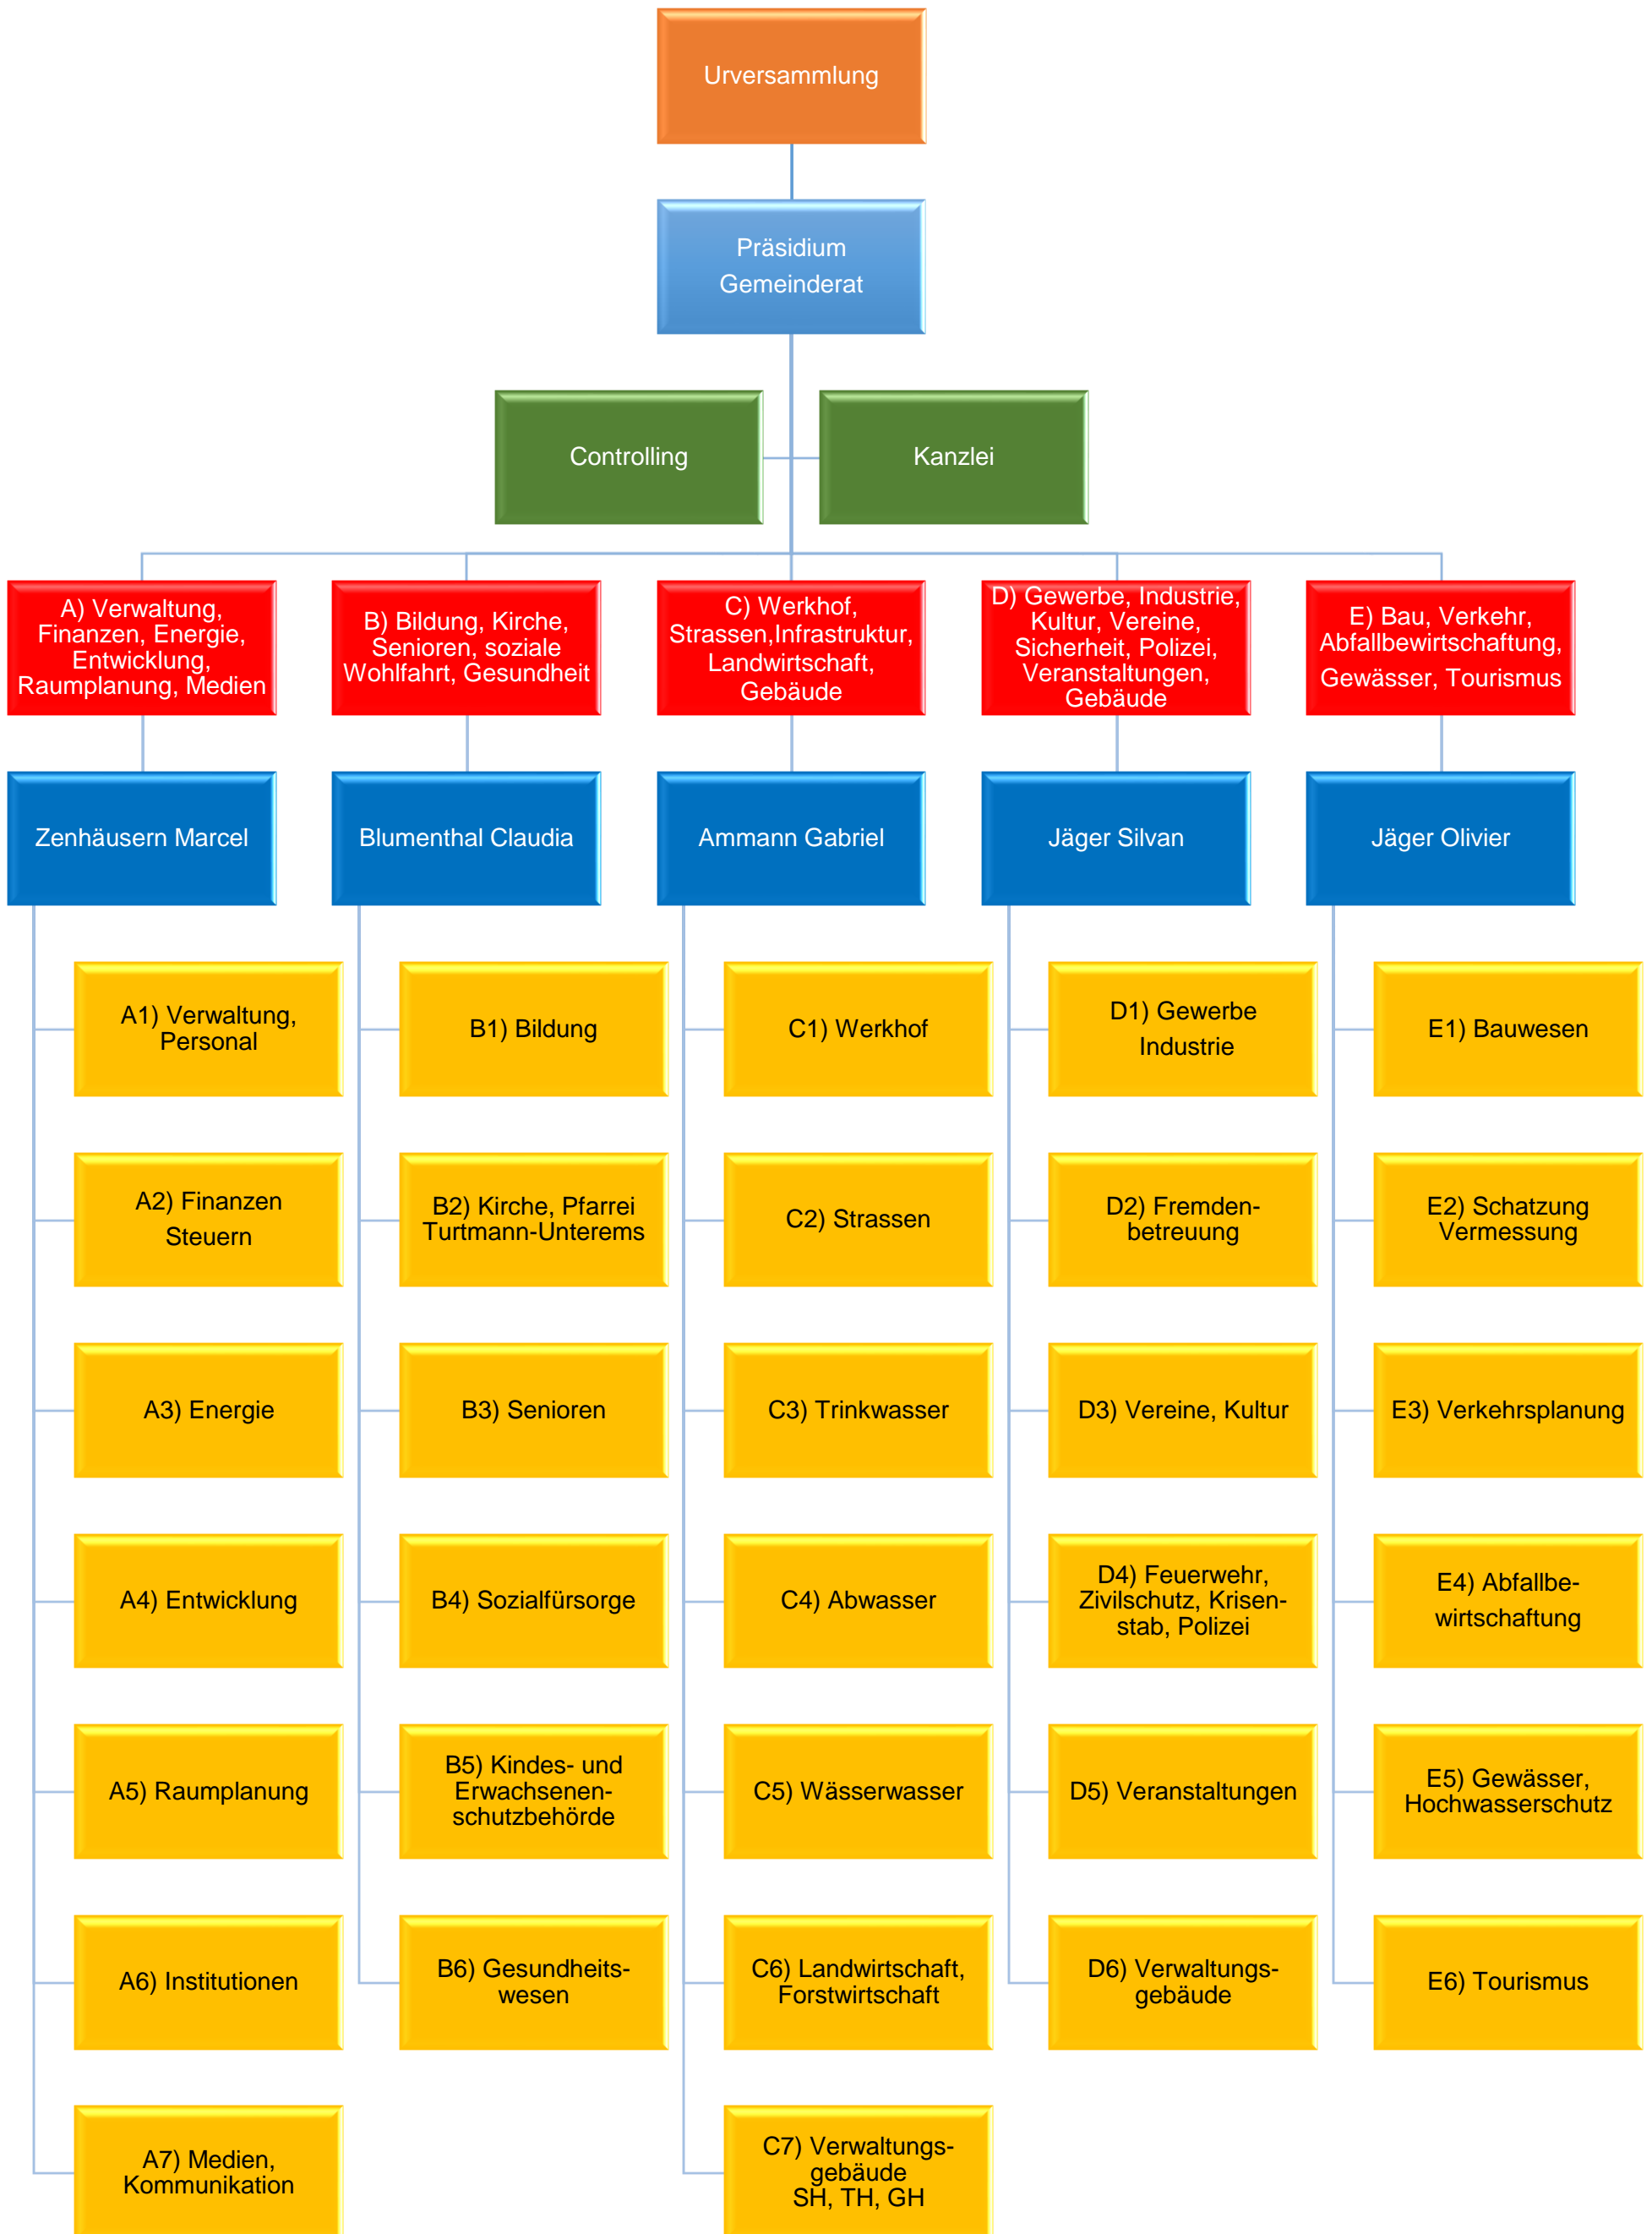 Urversammlung
Präsidium
Gemeinderat
Controlling
Kanzlei
A) Verwaltung,
Finanzen, Energie,
Entwicklung,
Raumplanung, Medien
B) Bildung, Kirche,
Senioren, soziale
Wohlfahrt, Gesundheit
C) Werkhof,
Strassen,Infrastruktur,
Landwirtschaft,
Gebäude
D) Gewerbe, Industrie,
Kultur, Vereine,
Sicherheit, Polizei,
Veranstaltungen,
Gebäude
E) Bau, Verkehr,
Abfallbewirtschaftung,
Gewässer, Tourismus
Zenhäusern Marcel
Blumenthal Claudia
Ammann Gabriel
Jäger Silvan
Jäger Olivier
A1) Verwaltung,
Personal
B1) Bildung
C1) Werkhof
D1) Gewerbe
Industrie
E1) Bauwesen
A2) Finanzen
Steuern
B2) Kirche, Pfarrei
Turtmann-Unterems
C2) Strassen
D2) Fremden-
betreuung
E2) Schatzung
Vermessung
A3) Energie
B3) Senioren
C3) Trinkwasser
D3) Vereine, Kultur
E3) Verkehrsplanung
A4) Entwicklung
B4) Sozialfürsorge
C4) Abwasser
D4) Feuerwehr,
Zivilschutz, Krisen-
stab, Polizei
E4) Abfallbe-
wirtschaftung
A5) Raumplanung
B5) Kindes- und
Erwachsenen-
schutzbehörde
C5) Wässerwasser
D5) Veranstaltungen
E5) Gewässer,
Hochwasserschutz
A6) Institutionen
B6) Gesundheits-
wesen
C6) Landwirtschaft,
Forstwirtschaft
D6) Verwaltungs-
gebäude
E6) Tourismus
A7) Medien,
Kommunikation
C7) Verwaltungs-
gebäude
SH, TH, GH